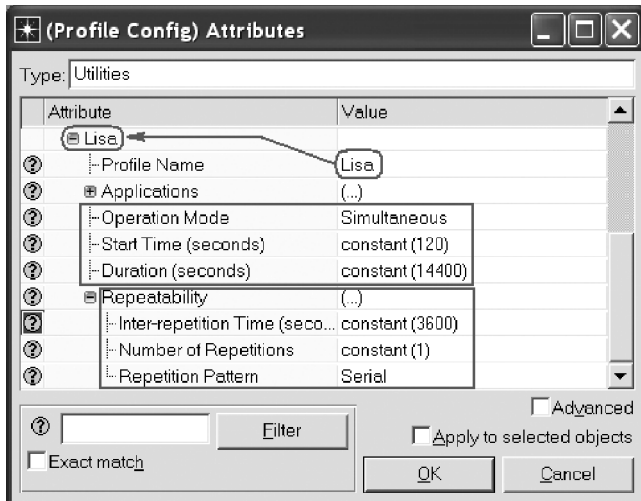 (Profile Config) Attributes
Type: Utilities
Attribute Value
Lisa
Profile Name Lisa
Applications (...)
Operation Mode Simultaneous
Start Time (seconds) constant (120)
Duration (seconds) constant (14400)
Repeatability (...)
Inter-repetition Time (seco... constant (3600)
Number of Repetitions constant (1)
Repetition Pattern Serial
Advanced
Filter
Apply to selected objects
Exact match
OK Cancel